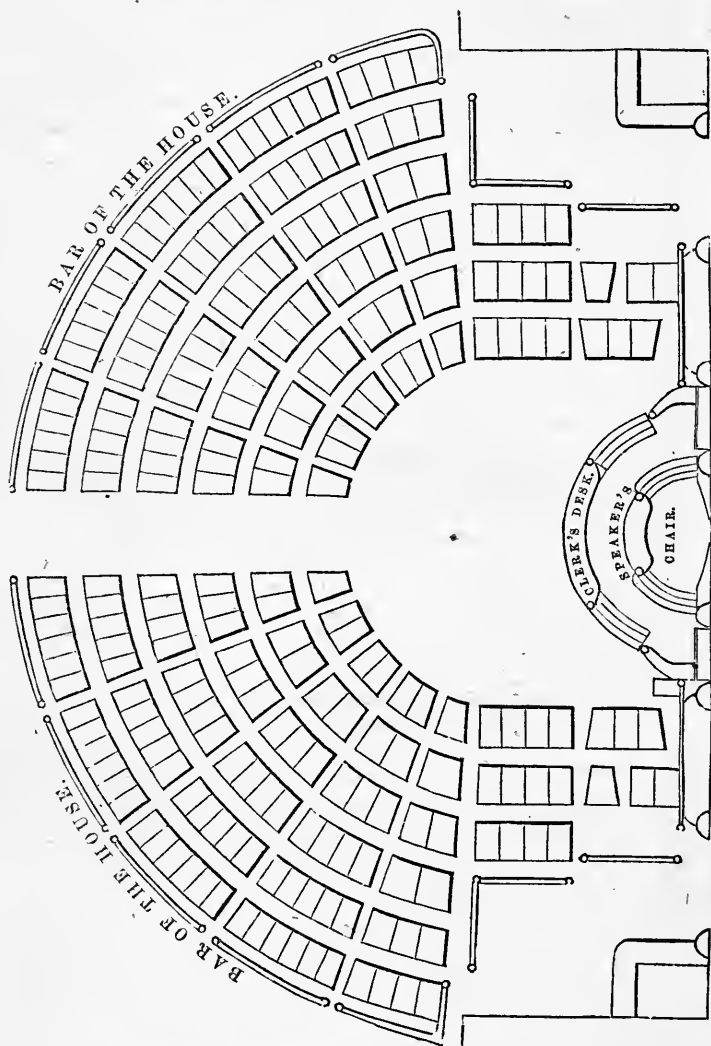 BAR OF THE HOUSE.
CLERK'S DESK.
SPEAKER'S
CHAIR.
BAR OF THE HOUSE.